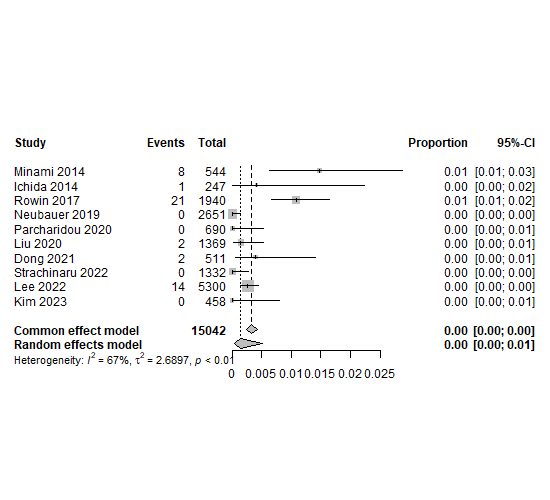 Study Events Total Proportion 95%-CI
Minami 2014 8 544 0.01 [0.01; 0.03]
Ichida 2014 1 247 0.00 [0.00; 0.02]
Rowin 2017 21 1940 0.01 [0.01; 0.02]
Neubauer 2019 0 2651 0.00 [0.00; 0.00]
Parcharidou 2020 0 690 0.00 [0.00; 0.01]
Liu 2020 2 1369 0.00 [0.00; 0.01]
Dong 2021 2 511 0.00 [0.00; 0.01]
Strachinaru 2022 0 1332 0.00 [0.00; 0.00]
Lee 2022 14 5300 0.00 [0.00; 0.00]
Kim 2023 0 458 0.00 [0.00; 0.01]
Common effect model 15042 0.00 [0.00; 0.00]
Random effects model 0.00 [0.00; 0.01]
Heterogeneity: I² = 67%, τ² = 2.6897, p < 0.01
0 0.005 0.01 0.015 0.02 0.025